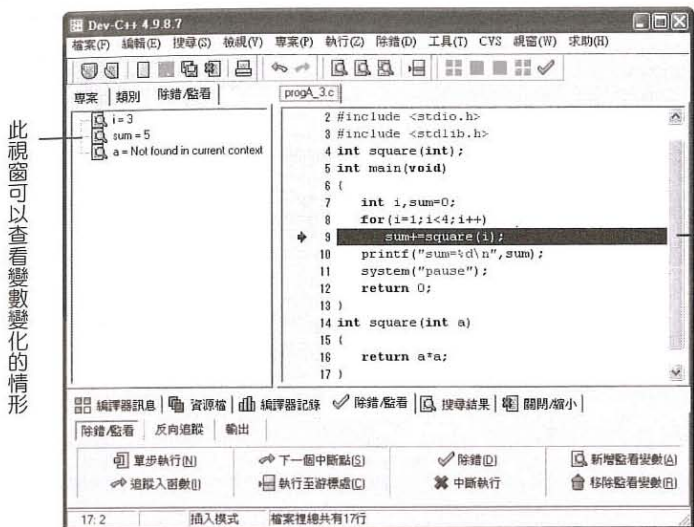 Dev-C++ 4.9.8.7
檔案(F) 編輯(E) 搜尋(S) 檢視(V) 專案(P) 執行(Z) 除錯(D) 工具(T) CVS 視窗(W) 求助(H)
專案 類別 除錯/監看
progA_3.c
i = 3
sum = 5
a = Not found in current context
此視窗可以查看變數變化的情形
2 #include <stdio.h>
3 #include <stdlib.h>
4 int square(int);
5 int main(void)
6 {
7 int i,sum=0;
8 for(i=1;i<4;i++)
9 sum+=square(i);
10 printf("sum=%d\n",sum);
11 system("pause");
12 return 0;
13 }
14 int square(int a)
15 {
16 return a*a;
17 }
編譯器訊息 資源檔 編譯器記錄 除錯/監看 搜尋結果 關閉/縮小
除錯/監看 反向追蹤 輸出
單步執行(N) 下一個中斷點(S) 除錯(D) 新增監看變數(A)
追蹤入函數(I) 執行至游標處(C) 中斷執行 移除監看變數(R)
17: 2 插入模式 檔案裡總共有17行